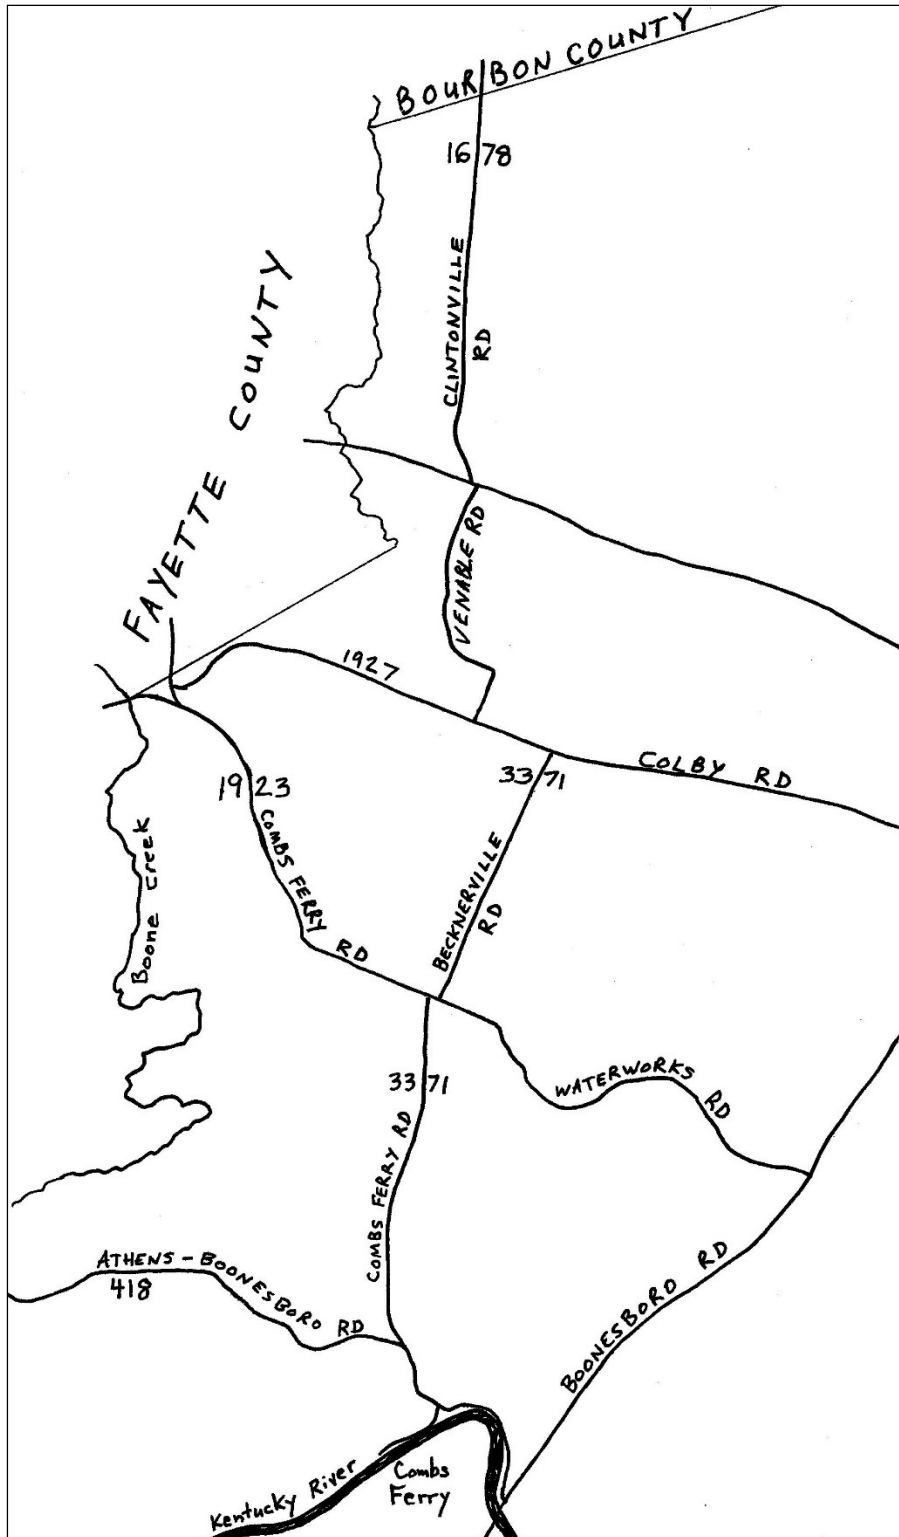 BOURBON COUNTY
16 78
CLINTONVILLE
RD
FAYETTE COUNTY
VENABLE RD
1927
COLBY RD
33 71
19 23
COMBS FERRY RD
BECKNERVILLE
RD
Boone Creek
WATERWORKS
RD
33 71
COMBS FERRY RD
ATHENS - BOONESBORO RD
418
BOONESBORO RD
Kentucky River
Combs
Ferry